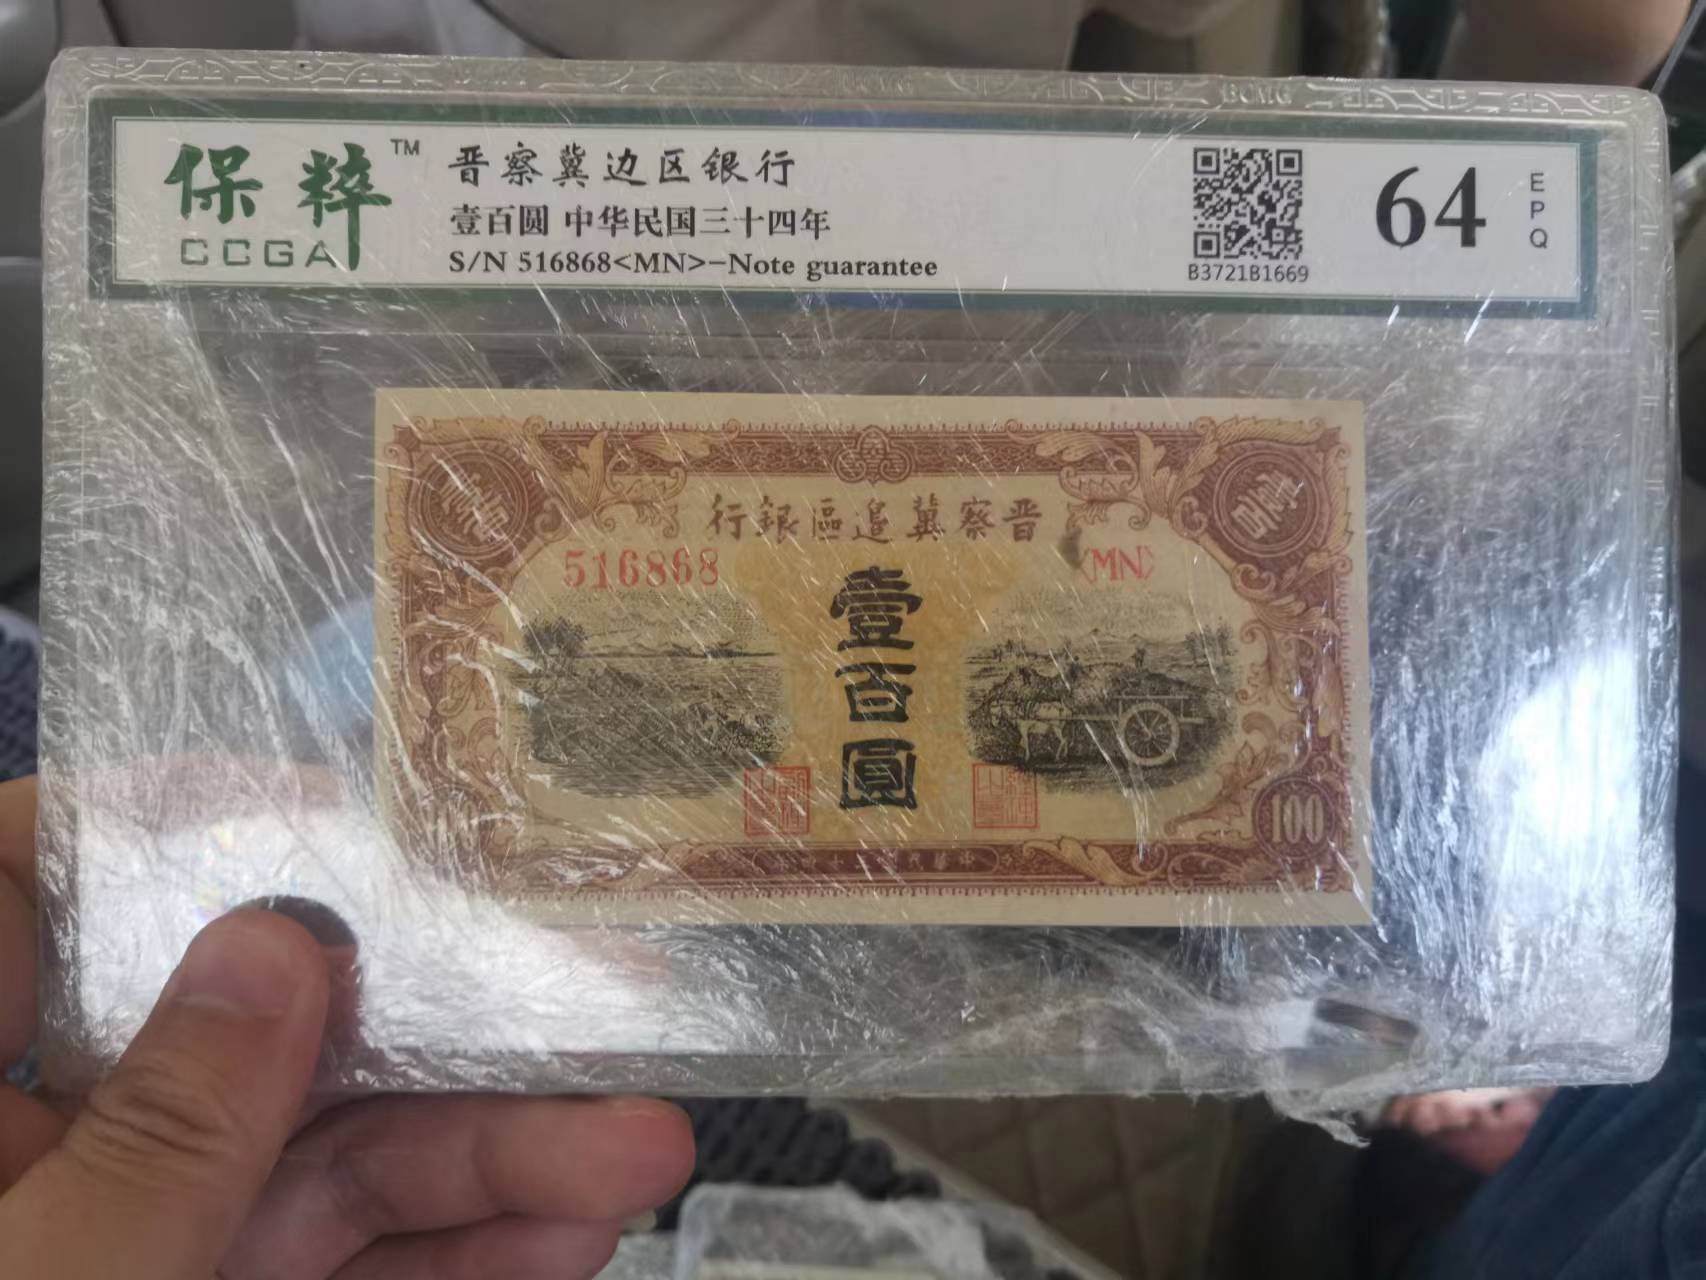 保粹™
CCGA
晋察冀边区银行
壹百圆 中华民国三十四年
S/N 516868<MN>-Note guarantee
B3721B1669
64
EPQ
行銀區邉冀察晋
516868
<MN>
壹百圓
100